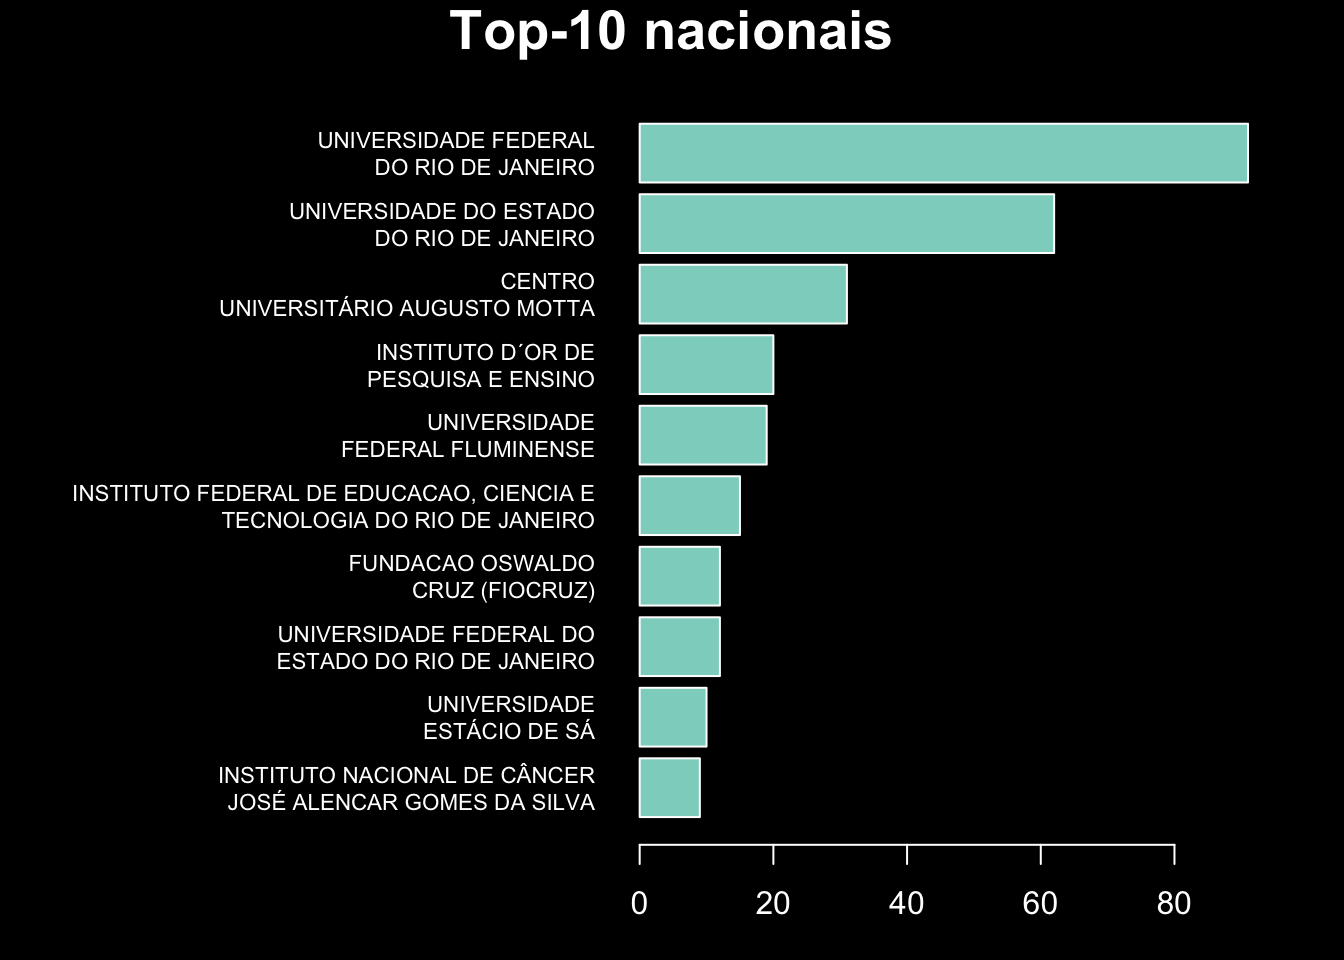 Top-10 nacionais
UNIVERSIDADE FEDERAL
DO RIO DE JANEIRO
UNIVERSIDADE DO ESTADO
DO RIO DE JANEIRO
CENTRO
UNIVERSITÁRIO AUGUSTO MOTTA
INSTITUTO D´OR DE
PESQUISA E ENSINO
UNIVERSIDADE
FEDERAL FLUMINENSE
INSTITUTO FEDERAL DE EDUCACAO, CIENCIA E
TECNOLOGIA DO RIO DE JANEIRO
FUNDACAO OSWALDO
CRUZ (FIOCRUZ)
UNIVERSIDADE FEDERAL DO
ESTADO DO RIO DE JANEIRO
UNIVERSIDADE
ESTÁCIO DE SÁ
INSTITUTO NACIONAL DE CÂNCER
JOSÉ ALENCAR GOMES DA SILVA
0 20 40 60 80